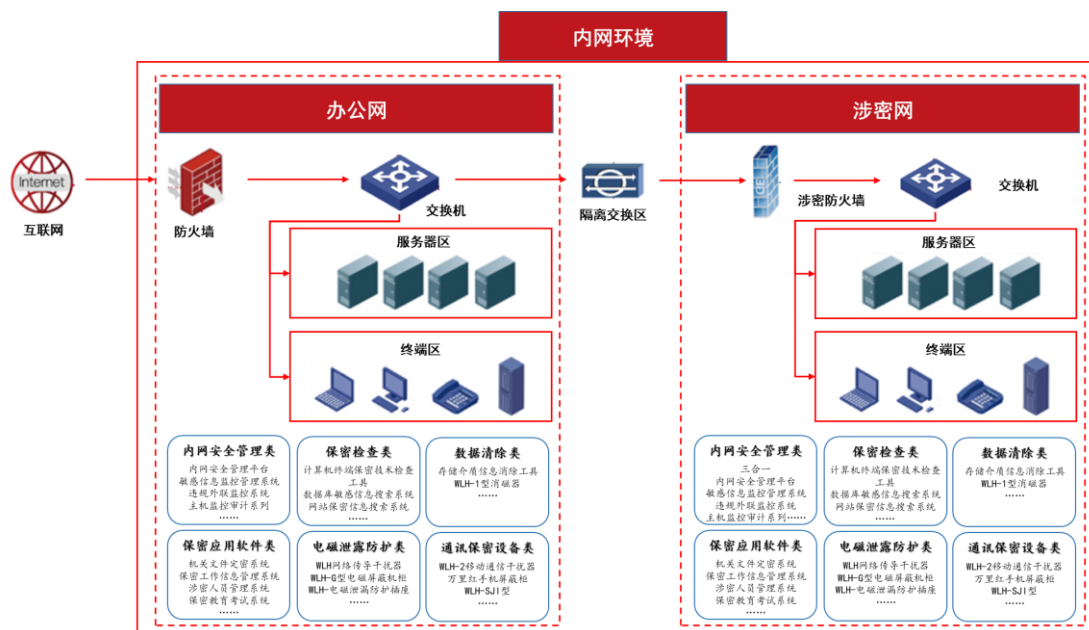 内网环境
办公网
涉密网
Internet
互联网
防火墙
交换机
隔离交换区
涉密防火墙
交换机
服务器区
终端区
服务器区
终端区
内网安全管理类
内网安全管理平台
敏感信息监控管理系统
违规外联监控系统
主机监控审计系列
……
保密检查类
计算机终端保密技术检查
工具
数据库敏感信息搜索系统
网站保密信息搜索系统
……
数据清除类
存储介质信息消除工具
WLH-1型消磁器
……
保密应用软件类
机关文件定密系统
保密工作信息管理系统
涉密人员管理系统
保密教育考试系统
……
电磁泄露防护类
WLH网络传导干扰器
WLH-G型电磁屏蔽机柜
WLH-电磁泄漏防护插座
……
通讯保密设备类
WLH-2移动通信干扰器
万里红手机屏蔽柜
WLH-SJI型
……
内网安全管理类
三合一
内网安全管理平台
敏感信息监控管理系统
违规外联监控系统
主机监控审计系列……
保密检查类
计算机终端保密技术检查
工具
数据库敏感信息搜索系统
网站保密信息搜索系统
……
数据清除类
存储介质信息消除工具
WLH-1型消磁器
……
保密应用软件类
机关文件定密系统
保密工作信息管理系统
涉密人员管理系统
保密教育考试系统
……
电磁泄露防护类
WLH网络传导干扰器
WLH-G型电磁屏蔽机柜
WLH-电磁泄漏防护插座
……
通讯保密设备类
WLH-2移动通信干扰器
万里红手机屏蔽柜
WLH-SJI型
……